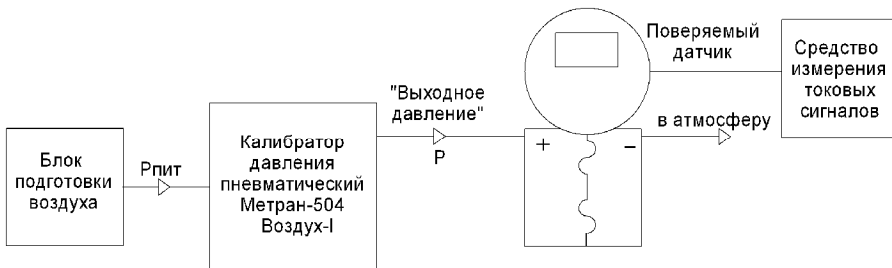 Блок
подготовки
воздуха
Рпит
Калибратор
давления
пневматический
Метран-504
Воздух-I
"Выходное
давление"
Р
+
−
Поверяемый
датчик
в атмосферу
Средство
измерения
токовых
сигналов